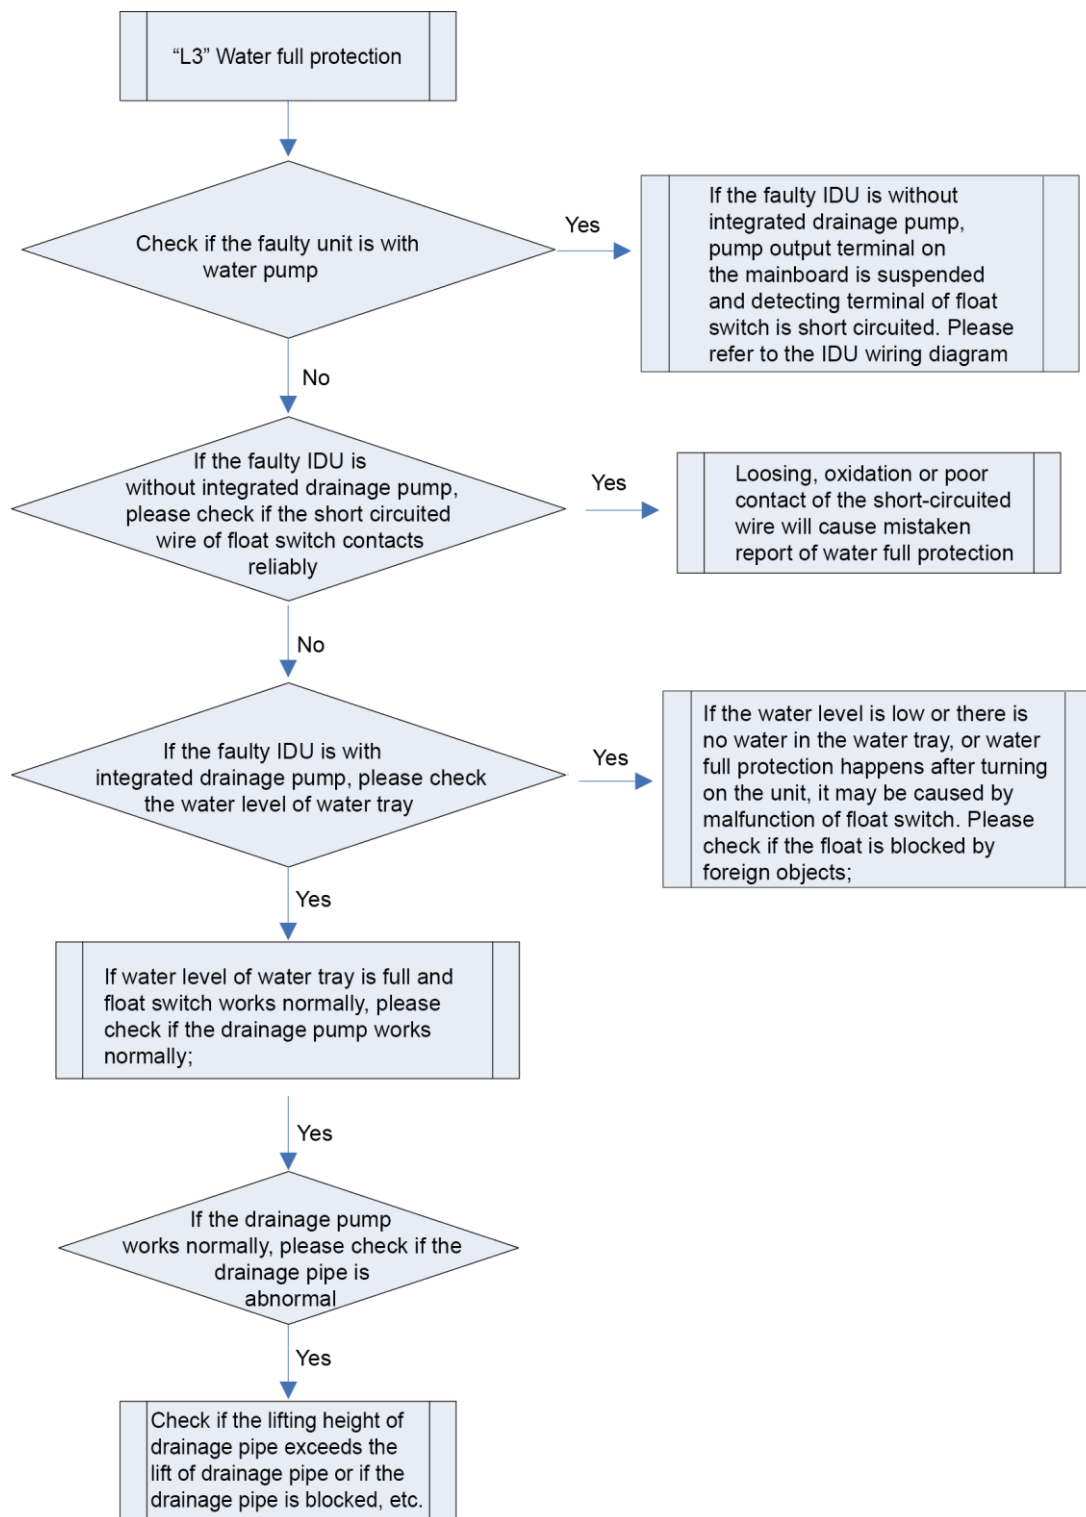 “L3” Water full protection
Check if the faulty unit is with
water pump
Yes
If the faulty IDU is without
integrated drainage pump,
pump output terminal on
the mainboard is suspended
and detecting terminal of float
switch is short circuited. Please
refer to the IDU wiring diagram
No
If the faulty IDU is
without integrated drainage pump,
please check if the short circuited
wire of float switch contacts
reliably
Yes
Loosing, oxidation or poor
contact of the short-circuited
wire will cause mistaken
report of water full protection
No
If the faulty IDU is with
integrated drainage pump, please check
the water level of water tray
Yes
If the water level is low or there is
no water in the water tray, or water
full protection happens after turning
on the unit, it may be caused by
malfunction of float switch. Please
check if the float is blocked by
foreign objects;
Yes
If water level of water tray is full and
float switch works normally, please
check if the drainage pump works
normally;
Yes
If the drainage pump
works normally, please check if the
drainage pipe is
abnormal
Yes
Check if the lifting height of
drainage pipe exceeds the
lift of drainage pipe or if the
drainage pipe is blocked, etc.